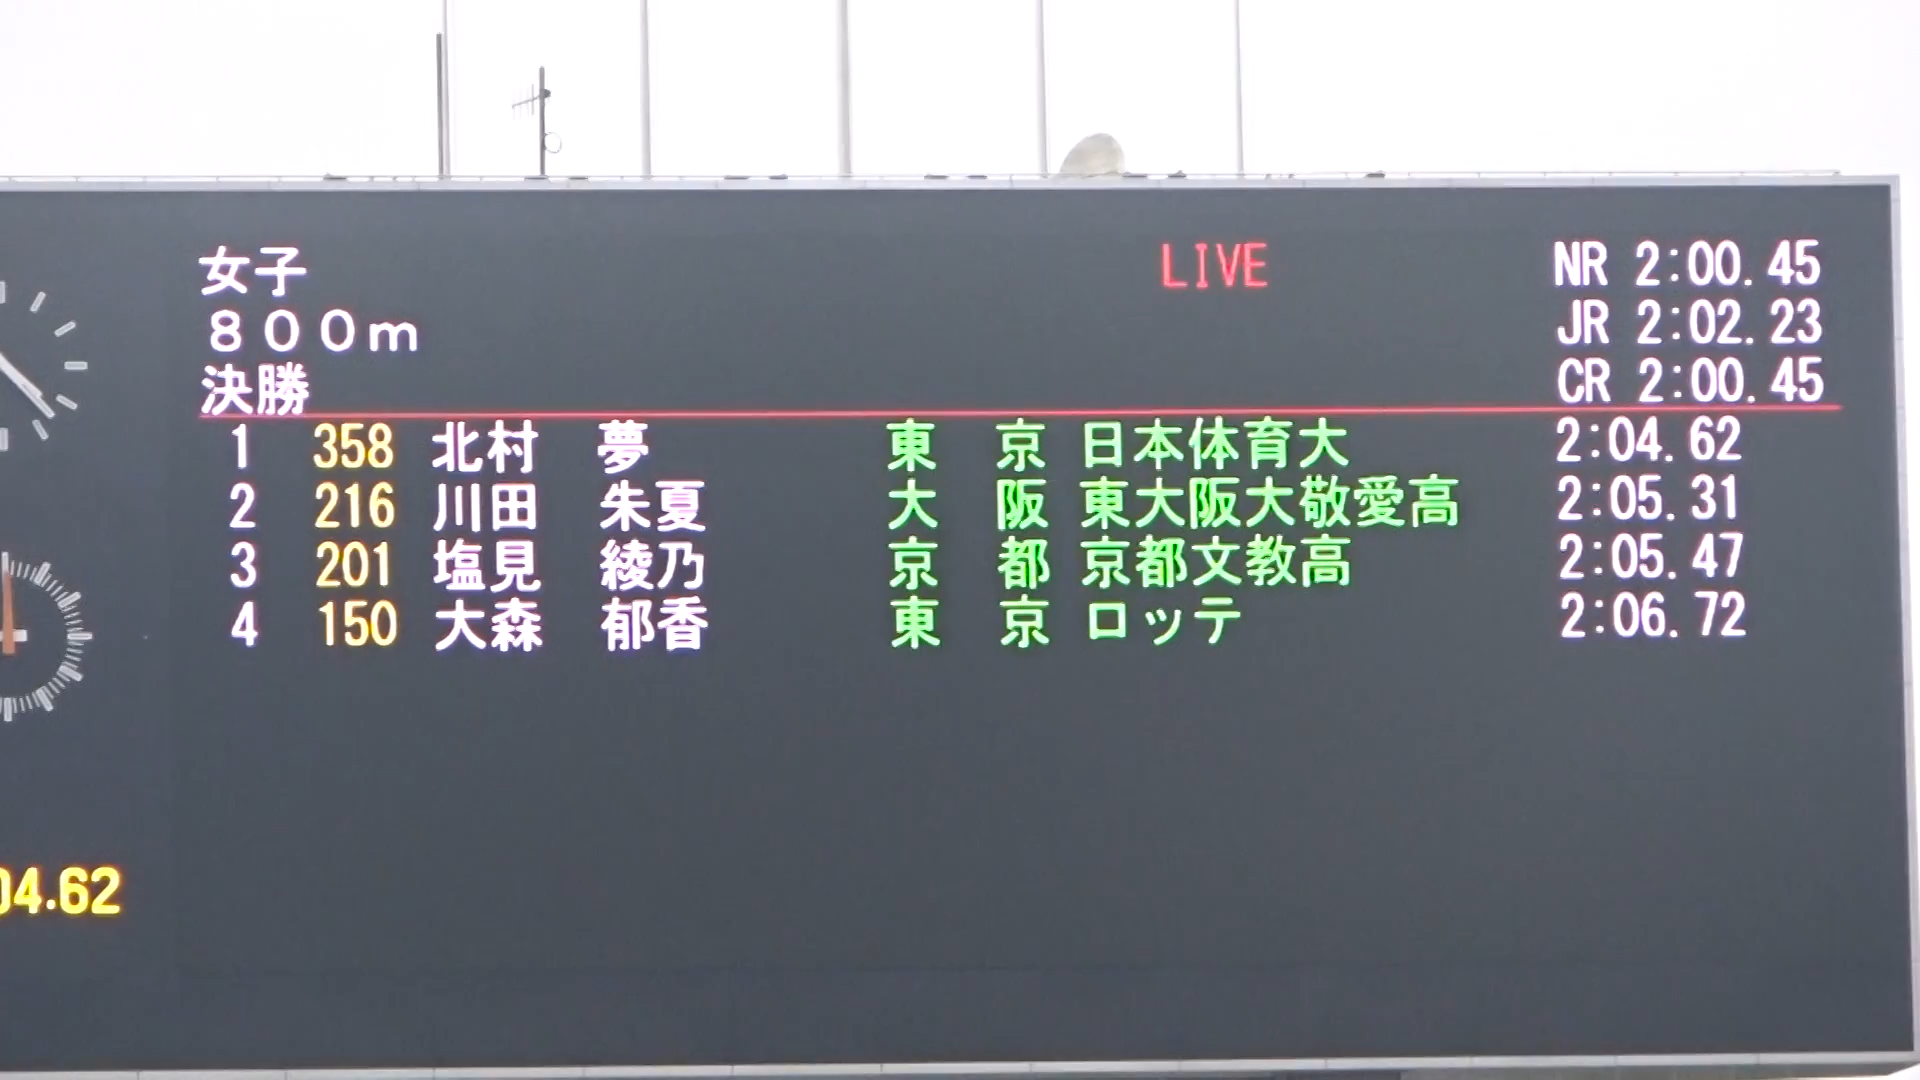 女子 LIVE NR 2:00.45
800m JR 2:02.23
決勝 CR 2:00.45
1 358 北村 夢 東 京 日本体育大 2:04.62
2 216 川田 朱夏 大 阪 東大阪大敬愛高 2:05.31
3 201 塩見 綾乃 京 都 京都文教高 2:05.47
4 150 大森 郁香 東 京 ロッテ 2:06.72
04.62